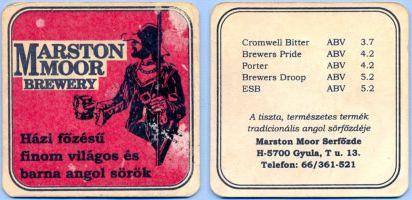 MARSTON
MOOR
BREWERY
Házi főzésű
finom világos és
barna angol sörök
Cromwell Bitter ABV 3.7
Brewers Pride ABV 4.2
Porter ABV 4.2
Brewers Droop ABV 5.2
ESB ABV 5.2
A tiszta, természetes termék
tradicionális angol sörfőzdéje
Marston Moor Serfőzde
H-5700 Gyula, T u. 13.
Telefon: 66/361-521